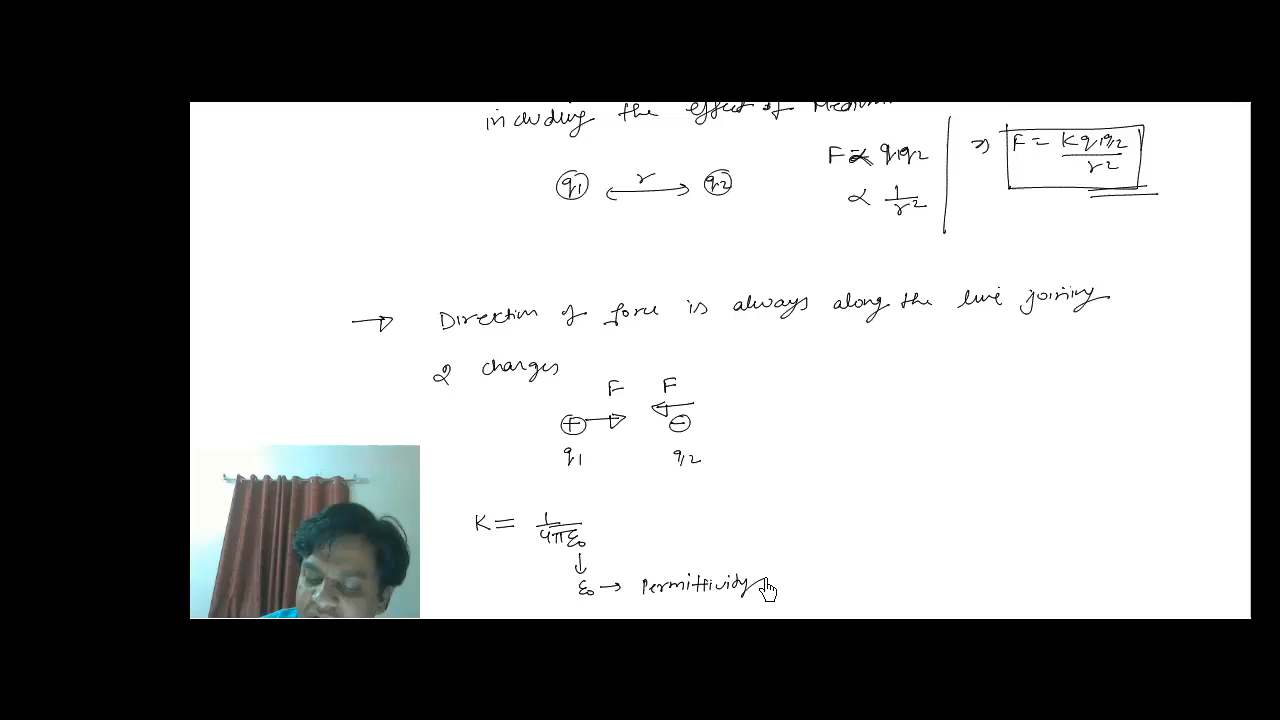 including the effect of Medium
F ∝ q1q2
∝ 1/r2
⇒ F = Kq1q2/r2
q1 r q2
→ Direction of force is always along the line joining
2 charges
F F
+ −
q1 q2
K = 1/4πε0
↓
ε0 → Permittivity